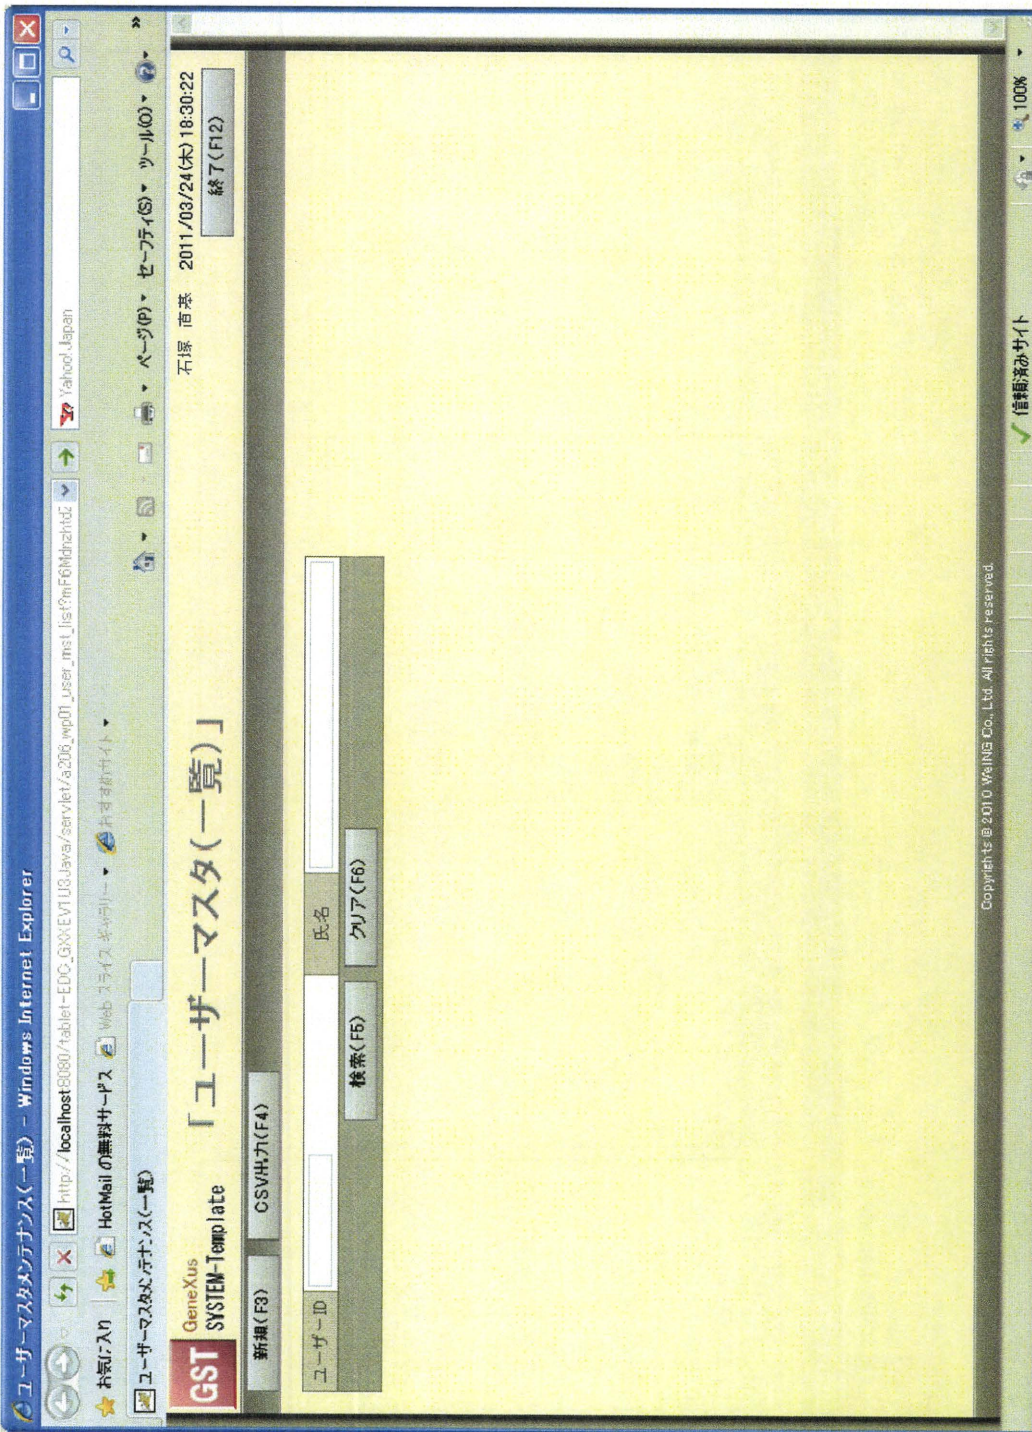 ユーザーマスタメンテナンス(一覧) - Windows Internet Explorer
http://localhost:8080/tablet-EDC_GXXEV1U3Java/servlet/a206_wp01_user_mst_list?mFi6Mdnzhtd2
Yahoo! Japan
お気に入り HotMail の無料サービス Web スライス ギャラリー おすすめサイト
ユーザーマスタメンテナンス(一覧)
ページ(P) セーフティ(S) ツール(O)
GST
GeneXus
SYSTEM-Template
「ユーザーマスタ(一覧)」
石塚 直基 2011/03/24(木) 18:30:22
終了(F12)
新規(F3) CSV出力(F4)
ユーザーID 氏名
検索(F5) クリア(F6)
Copyrights @ 2010 WeING Co., Ltd. All rights reserved.
信頼済みサイト 100%